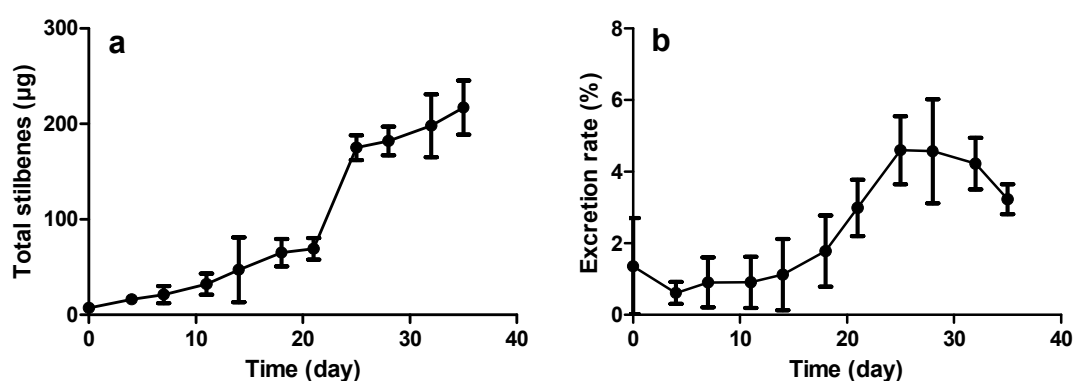 a
Total stilbenes (µg)
300
200
100
0
0 10 20 30 40
Time (day)
b
Excretion rate (%)
8
6
4
2
0
0 10 20 30 40
Time (day)